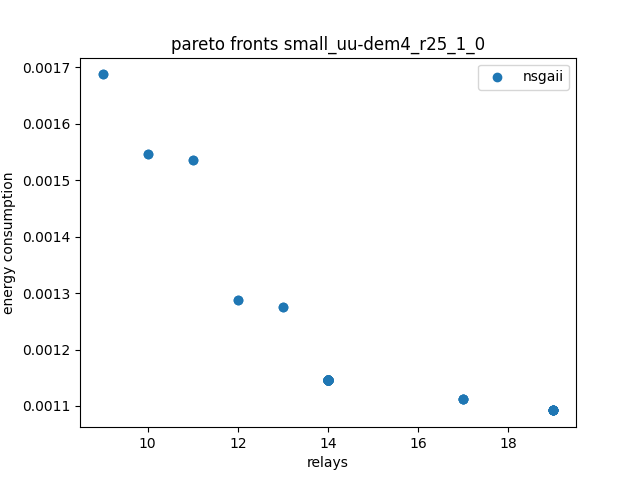 pareto fronts small_uu-dem4_r25_1_0
nsgaii
energy consumption
0.0017
0.0016
0.0015
0.0014
0.0013
0.0012
0.0011
10 12 14 16 18
relays